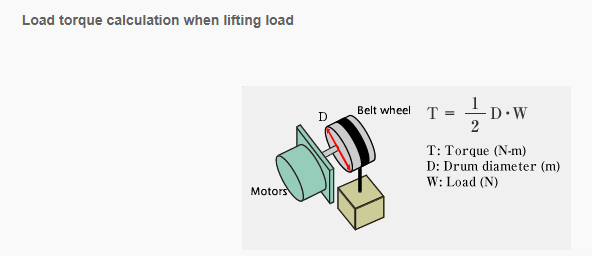 Load torque calculation when lifting load
D
Belt wheel
Motors
T = 1/2 D·W
T: Torque (N-m)
D: Drum diameter (m)
W: Load (N)